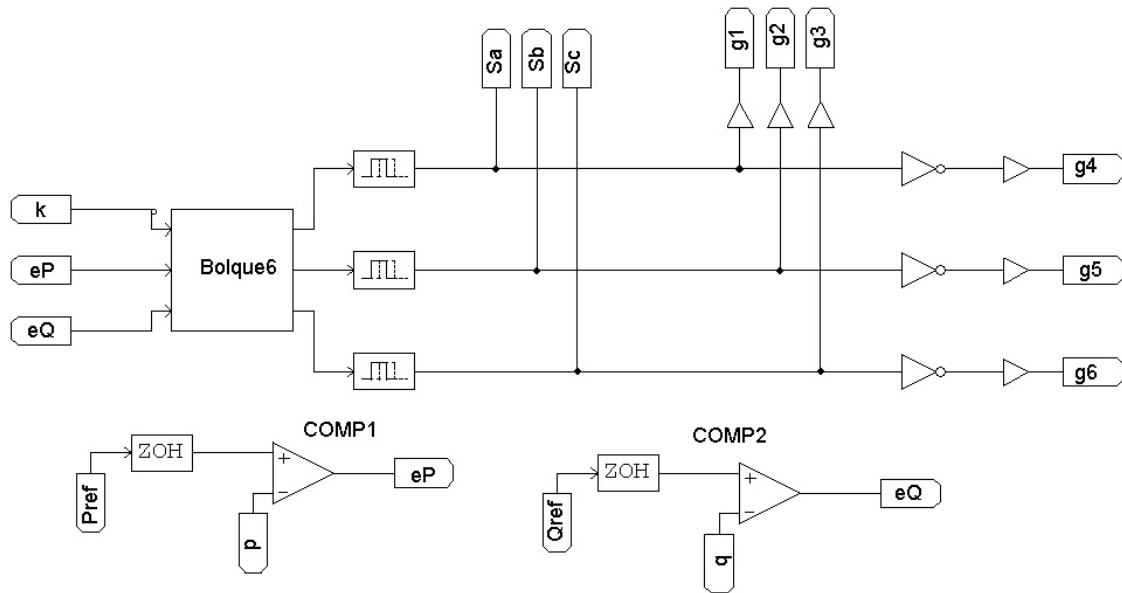 Sa
Sb
Sc
g1
g2
g3
g4
k
eP
Bolque6
g5
eQ
g6
COMP1
COMP2
ZOH
+
−
eP
Pref
p
ZOH
+
−
eQ
Qref
q